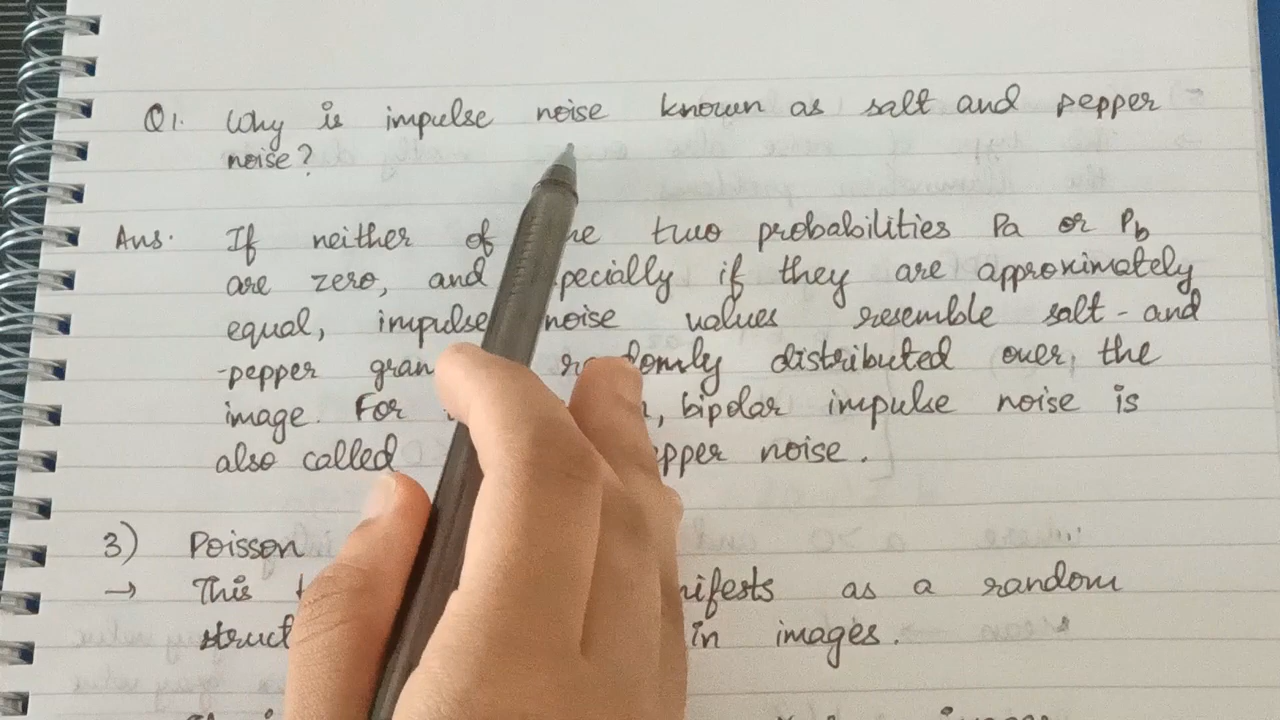 Q1. Why is impulse noise known as salt and pepper
noise?
Ans. If neither of the two probabilities Pa or Pb
are zero, and especially if they are approximately
equal, impulse noise values resemble salt-and
-pepper randomly distributed over the
image. For bipolar impulse noise is
also called pepper noise.
3) Poisson
→ This manifests as a random
in images.